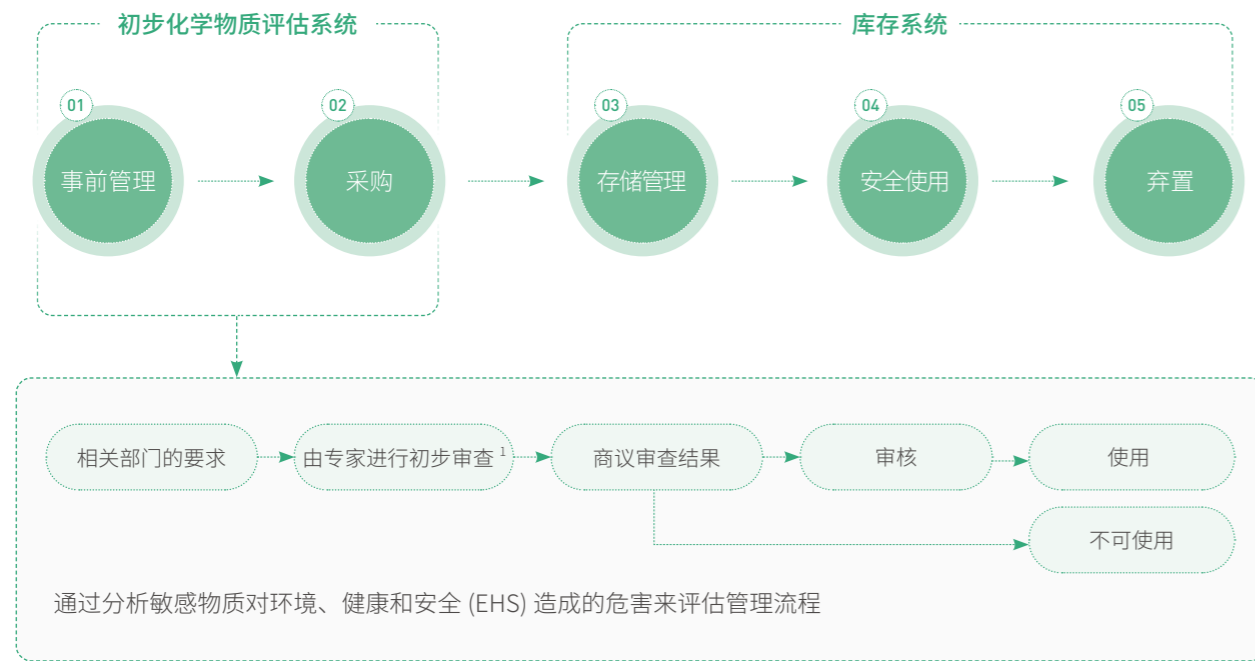 初步化学物质评估系统
库存系统
01
02
03
04
05
事前管理
采购
存储管理
安全使用
弃置
相关部门的要求
由专家进行初步审查 1
商议审查结果
审核
使用
不可使用
通过分析敏感物质对环境、健康和安全 (EHS) 造成的危害来评估管理流程